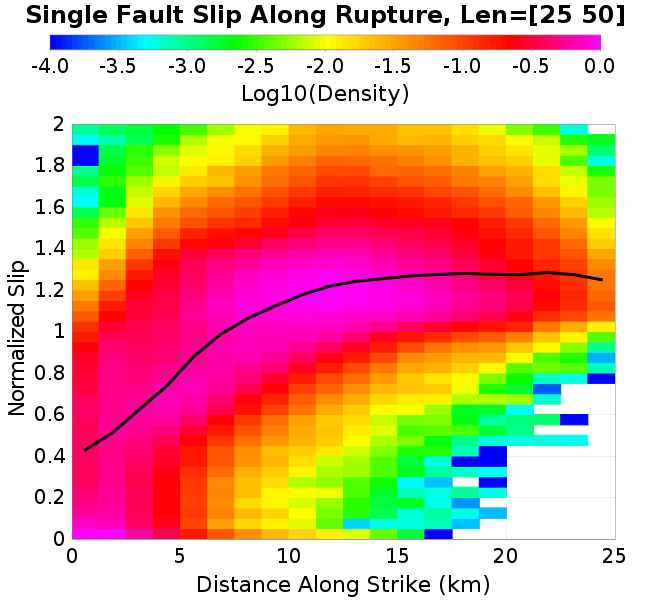 Single Fault Slip Along Rupture, Len=[25 50]
-4.0 -3.5 -3.0 -2.5 -2.0 -1.5 -1.0 -0.5 0.0
Log10(Density)
2
1.8
1.6
1.4
1.2
1
0.8
0.6
0.4
0.2
0
Normalized Slip
0 5 10 15 20 25
Distance Along Strike (km)